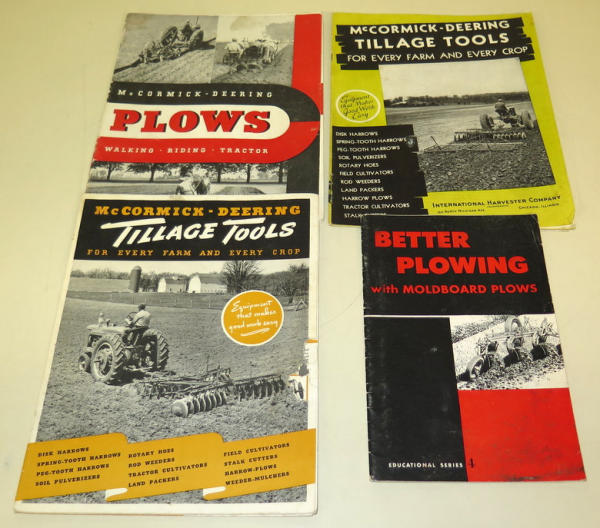 McCORMICK-DEERING
PLOWS
WALKING · RIDING · TRACTOR
McCORMICK-DEERING
TILLAGE TOOLS
FOR EVERY FARM AND EVERY CROP
Equipment
that Makes
Good Work
Easy
DISK HARROWS
SPRING-TOOTH HARROWS
PEG-TOOTH HARROWS
SOIL PULVERIZERS
ROTARY HOES
FIELD CULTIVATORS
ROD WEEDERS
LAND PACKERS
HARROW PLOWS
TRACTOR CULTIVATORS
STALK CUTTERS
INTERNATIONAL HARVESTER COMPANY
CHICAGO, ILLINOIS
McCORMICK-DEERING
TILLAGE TOOLS
FOR EVERY FARM AND EVERY CROP
Equipment
that makes
good work easy
DISK HARROWS
SPRING-TOOTH HARROWS
PEG-TOOTH HARROWS
SOIL PULVERIZERS
ROTARY HOES
ROD WEEDERS
TRACTOR CULTIVATORS
LAND PACKERS
FIELD CULTIVATORS
STALK CUTTERS
HARROW-PLOWS
WEEDER-MULCHERS
BETTER
PLOWING
with MOLDBOARD PLOWS
EDUCATIONAL SERIES 4